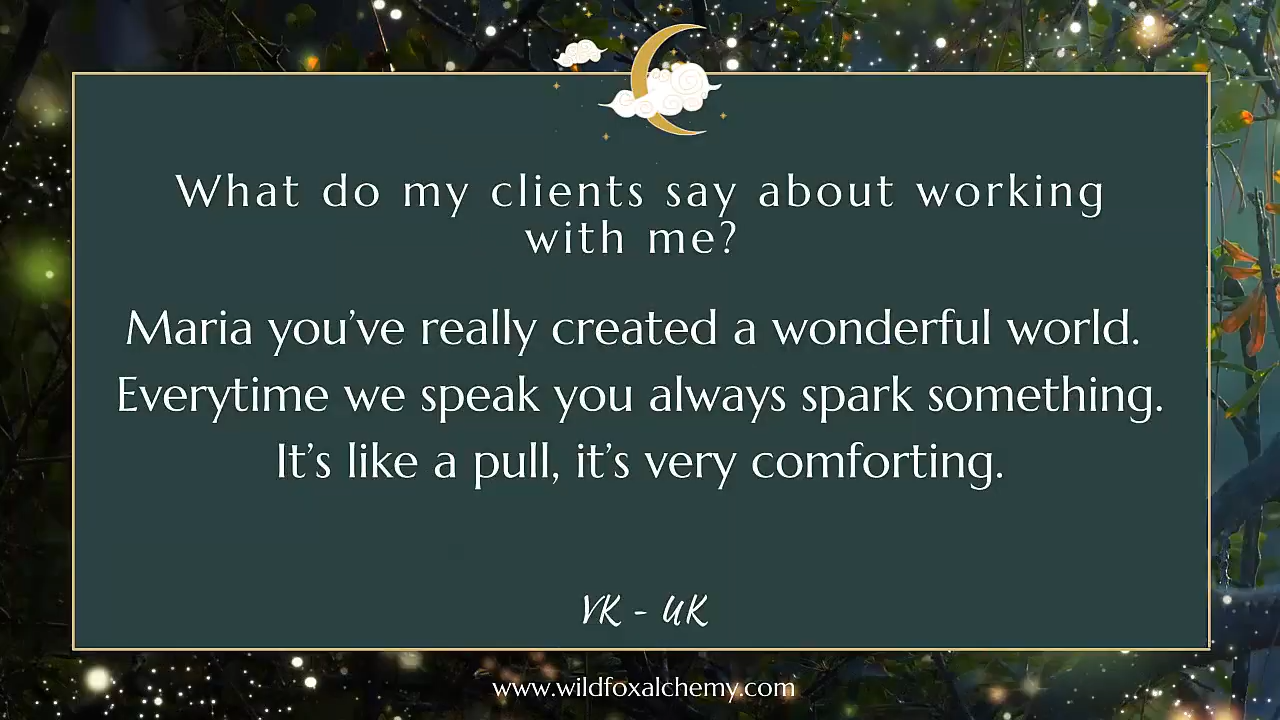 What do my clients say about working
with me?
Maria you’ve really created a wonderful world.
Everytime we speak you always spark something.
It’s like a pull, it’s very comforting.
VK - UK
www.wildfoxalchemy.com